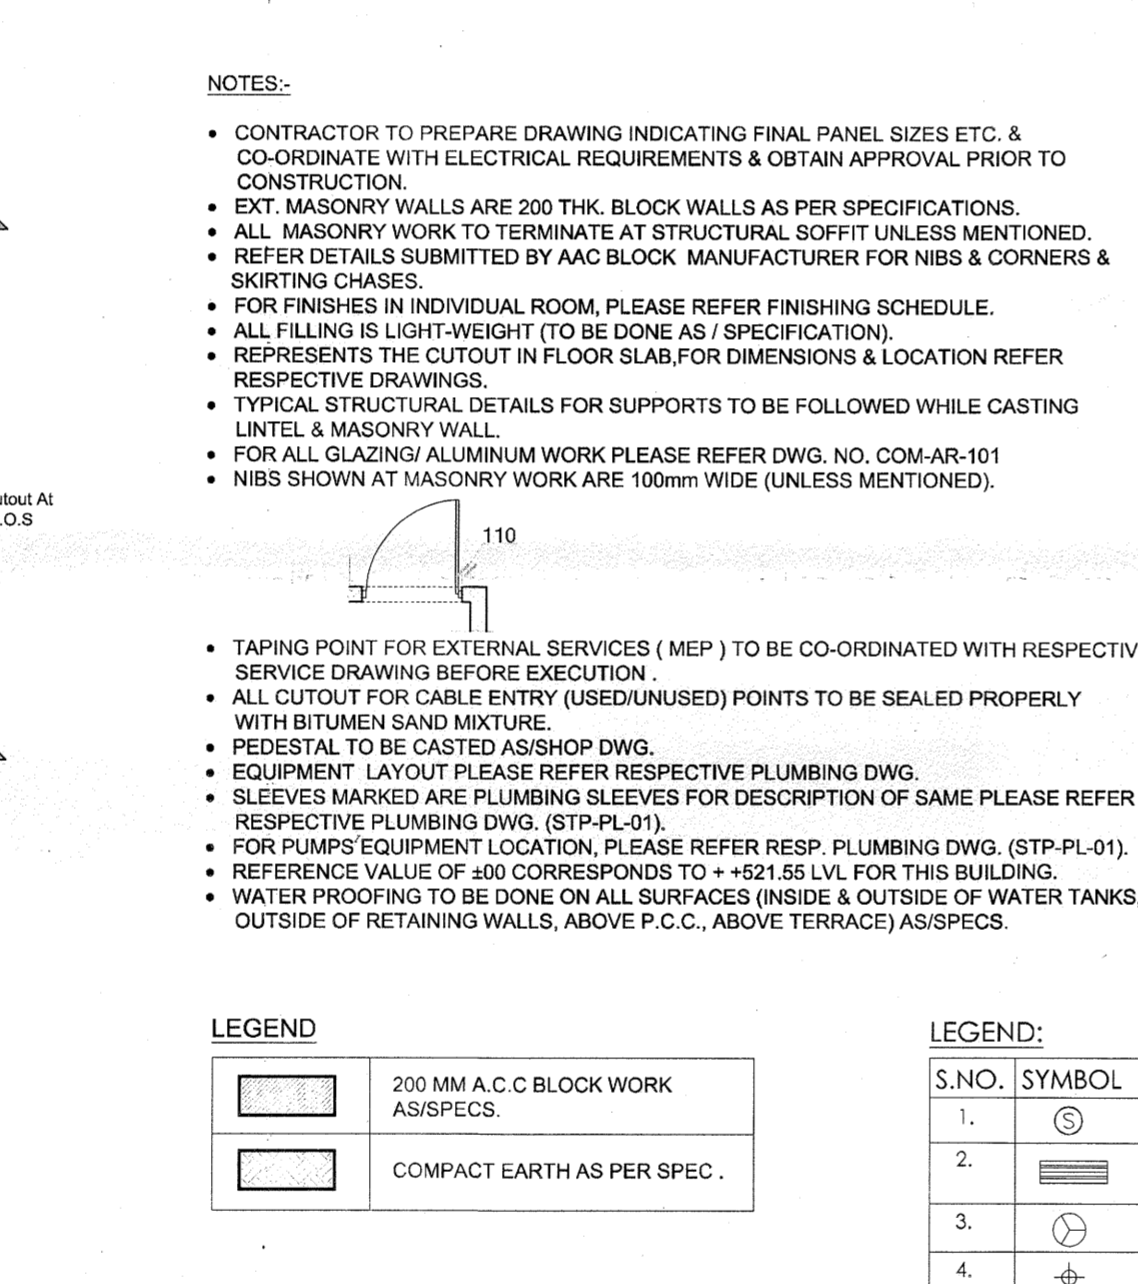 NOTES:-
• CONTRACTOR TO PREPARE DRAWING INDICATING FINAL PANEL SIZES ETC. &
CO-ORDINATE WITH ELECTRICAL REQUIREMENTS & OBTAIN APPROVAL PRIOR TO
CONSTRUCTION.
• EXT. MASONRY WALLS ARE 200 THK. BLOCK WALLS AS PER SPECIFICATIONS.
• ALL MASONRY WORK TO TERMINATE AT STRUCTURAL SOFFIT UNLESS MENTIONED.
• REFER DETAILS SUBMITTED BY AAC BLOCK MANUFACTURER FOR NIBS & CORNERS &
SKIRTING CHASES.
• FOR FINISHES IN INDIVIDUAL ROOM, PLEASE REFER FINISHING SCHEDULE.
• ALL FILLING IS LIGHT-WEIGHT (TO BE DONE AS / SPECIFICATION).
• REPRESENTS THE CUTOUT IN FLOOR SLAB,FOR DIMENSIONS & LOCATION REFER
RESPECTIVE DRAWINGS.
• TYPICAL STRUCTURAL DETAILS FOR SUPPORTS TO BE FOLLOWED WHILE CASTING
LINTEL & MASONRY WALL.
• FOR ALL GLAZING/ ALUMINUM WORK PLEASE REFER DWG. NO. COM-AR-101
• NIBS SHOWN AT MASONRY WORK ARE 100mm WIDE (UNLESS MENTIONED).
utout At
.O.S
110
• TAPING POINT FOR EXTERNAL SERVICES ( MEP ) TO BE CO-ORDINATED WITH RESPECTIV
SERVICE DRAWING BEFORE EXECUTION .
• ALL CUTOUT FOR CABLE ENTRY (USED/UNUSED) POINTS TO BE SEALED PROPERLY
WITH BITUMEN SAND MIXTURE.
• PEDESTAL TO BE CASTED AS/SHOP DWG.
• EQUIPMENT LAYOUT PLEASE REFER RESPECTIVE PLUMBING DWG.
• SLEEVES MARKED ARE PLUMBING SLEEVES FOR DESCRIPTION OF SAME PLEASE REFER
RESPECTIVE PLUMBING DWG. (STP-PL-01).
• FOR PUMPS'EQUIPMENT LOCATION, PLEASE REFER RESP. PLUMBING DWG. (STP-PL-01).
• REFERENCE VALUE OF ±00 CORRESPONDS TO + +521.55 LVL FOR THIS BUILDING.
• WATER PROOFING TO BE DONE ON ALL SURFACES (INSIDE & OUTSIDE OF WATER TANKS,
OUTSIDE OF RETAINING WALLS, ABOVE P.C.C., ABOVE TERRACE) AS/SPECS.
LEGEND
200 MM A.C.C BLOCK WORK
AS/SPECS.
COMPACT EARTH AS PER SPEC .
LEGEND:
S.NO. SYMBOL
1. S
2.
3.
4.